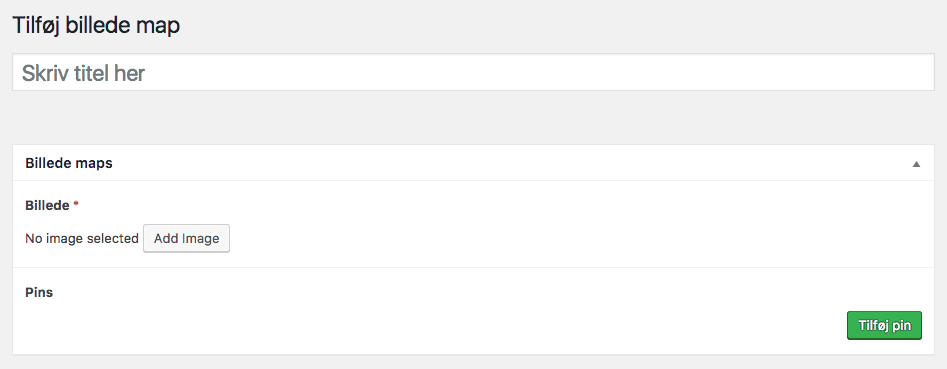 Tilføj billede map
Skriv titel her
Billede maps
Billede *
No image selected Add Image
Pins
Tilføj pin